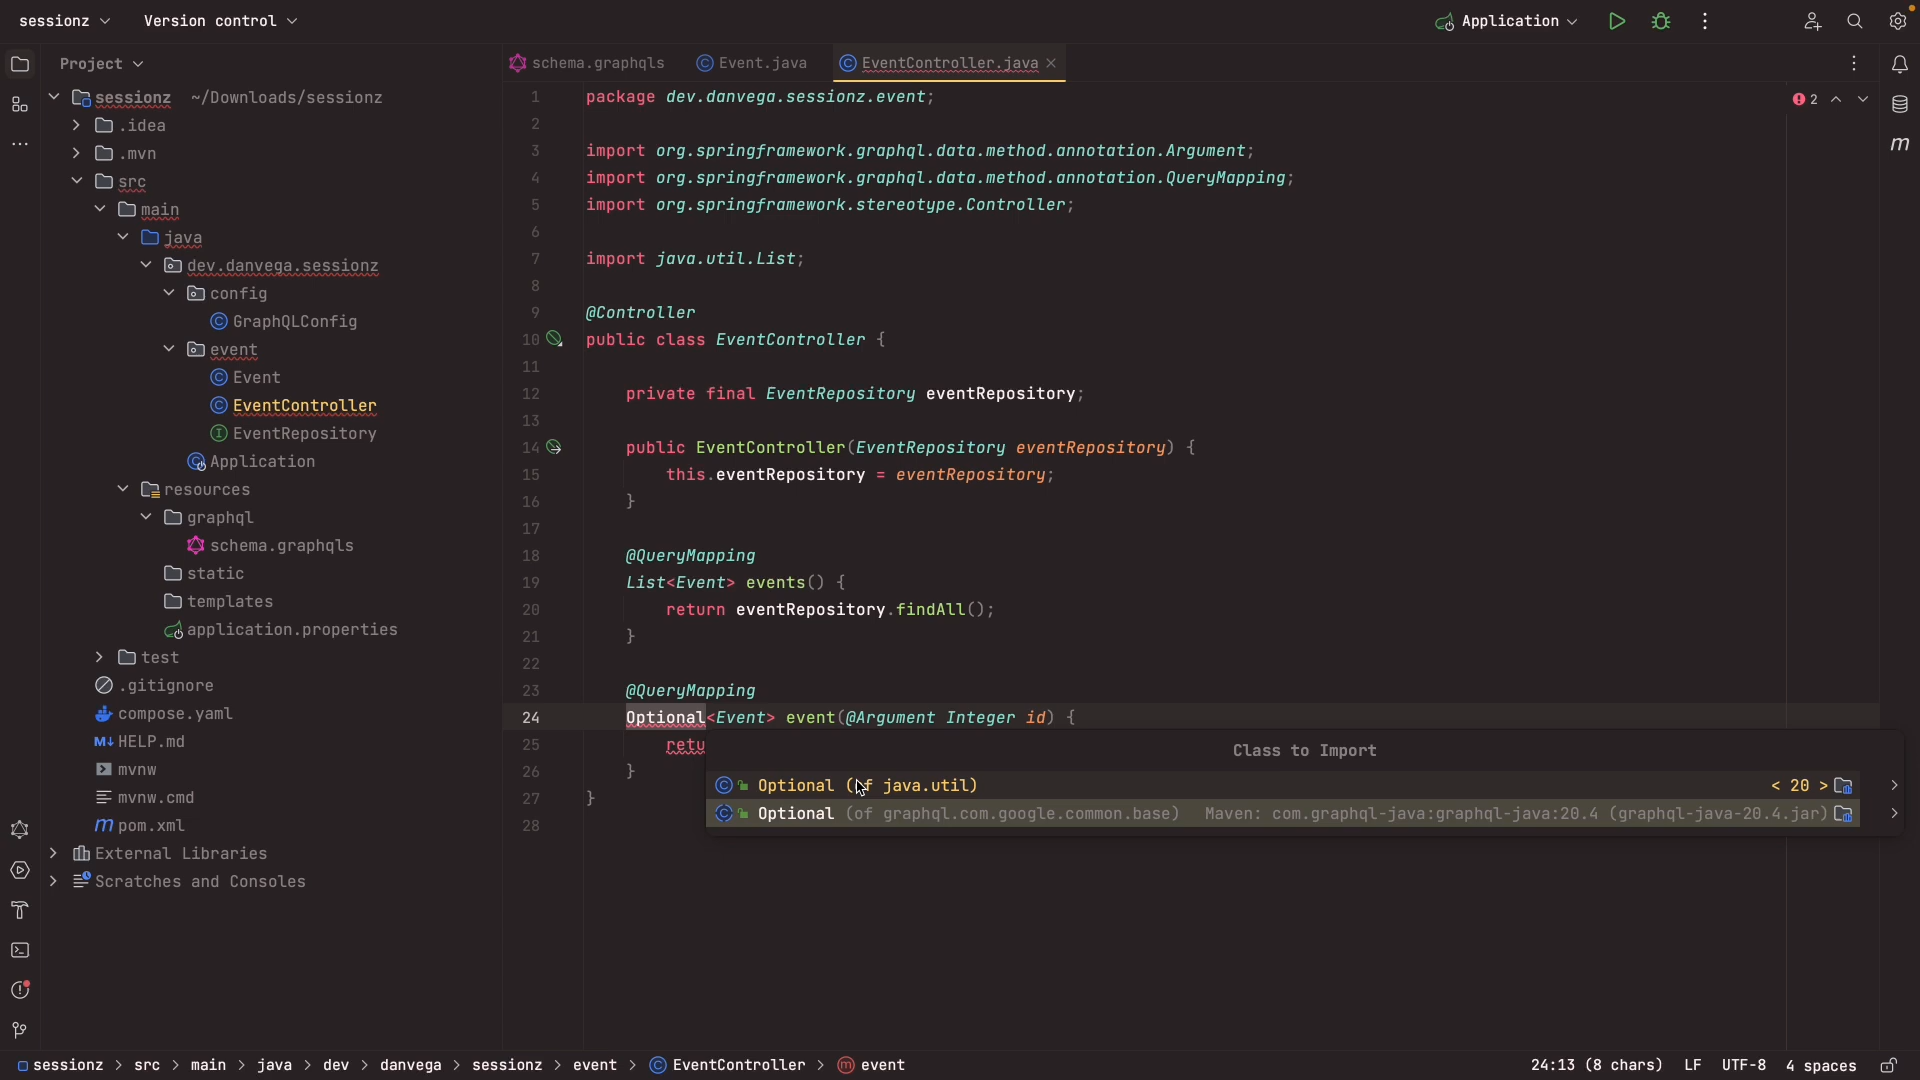 sessionz
Version control
Application
Project
sessionz ~/Downloads/sessionz
.idea
.mvn
src
main
java
dev.danvega.sessionz
config
GraphQLConfig
event
Event
EventController
EventRepository
Application
resources
graphql
schema.graphqls
static
templates
application.properties
test
.gitignore
compose.yaml
HELP.md
mvnw
mvnw.cmd
pom.xml
External Libraries
Scratches and Consoles
schema.graphqls
Event.java
EventController.java
2
1 package dev.danvega.sessionz.event;
2
3 import org.springframework.graphql.data.method.annotation.Argument;
4 import org.springframework.graphql.data.method.annotation.QueryMapping;
5 import org.springframework.stereotype.Controller;
6
7 import java.util.List;
8
9 @Controller
10 public class EventController {
11
12 private final EventRepository eventRepository;
13
14 public EventController(EventRepository eventRepository) {
15 this.eventRepository = eventRepository;
16 }
17
18 @QueryMapping
19 List<Event> events() {
20 return eventRepository.findAll();
21 }
22
23 @QueryMapping
24 Optional<Event> event(@Argument Integer id) {
25 retu
26 }
27 }
28
Class to Import
Optional (of java.util) < 20 >
Optional (of graphql.com.google.common.base) Maven: com.graphql-java:graphql-java:20.4 (graphql-java-20.4.jar)
sessionz > src > main > java > dev > danvega > sessionz > event > EventController > event
24:13 (8 chars) LF UTF-8 4 spaces